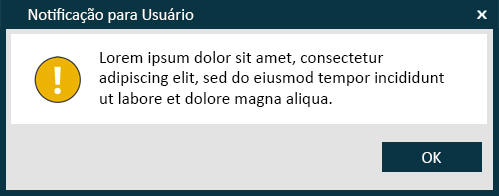 Notificação para Usuário
Lorem ipsum dolor sit amet, consectetur
adipiscing elit, sed do eiusmod tempor incididunt
ut labore et dolore magna aliqua.
OK